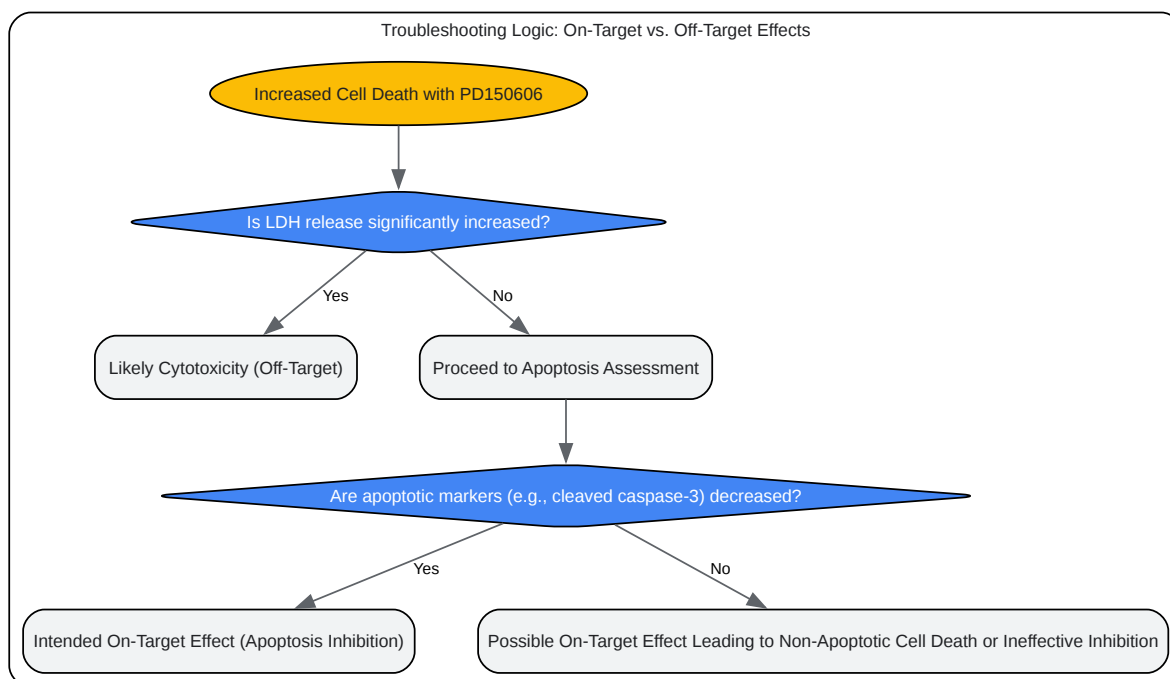 Troubleshooting Logic: On-Target vs. Off-Target Effects
Increased Cell Death with PD150606
Is LDH release significantly increased?
Yes
No
Likely Cytotoxicity (Off-Target)
Proceed to Apoptosis Assessment
Are apoptotic markers (e.g., cleaved caspase-3) decreased?
Yes
No
Intended On-Target Effect (Apoptosis Inhibition)
Possible On-Target Effect Leading to Non-Apoptotic Cell Death or Ineffective Inhibition